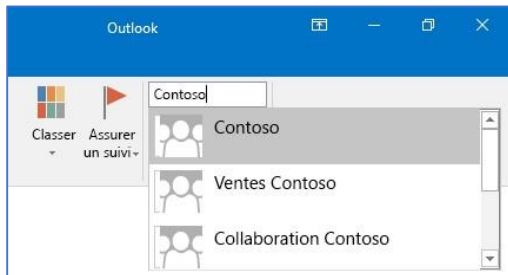 Outlook
Contoso
Classer
Assurer
un suivi
Contoso
Ventes Contoso
Collaboration Contoso